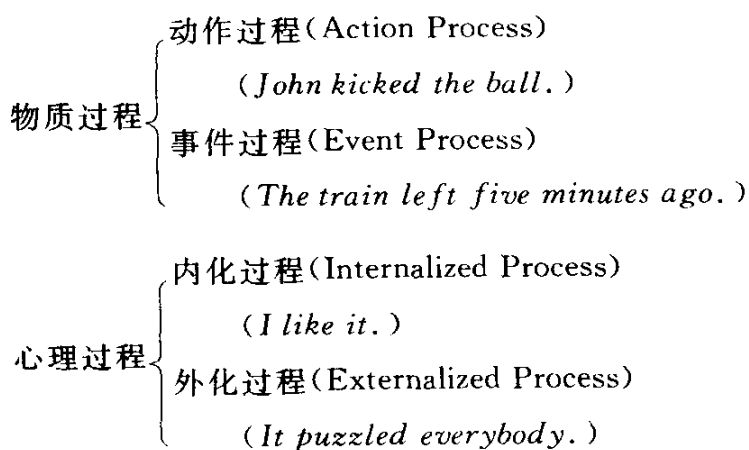 动作过程(Action Process)
(John kicked the ball.)
物质过程
事件过程(Event Process)
(The train left five minutes ago.)
内化过程(Internalized Process)
(I like it.)
心理过程
外化过程(Externalized Process)
(It puzzled everybody.)